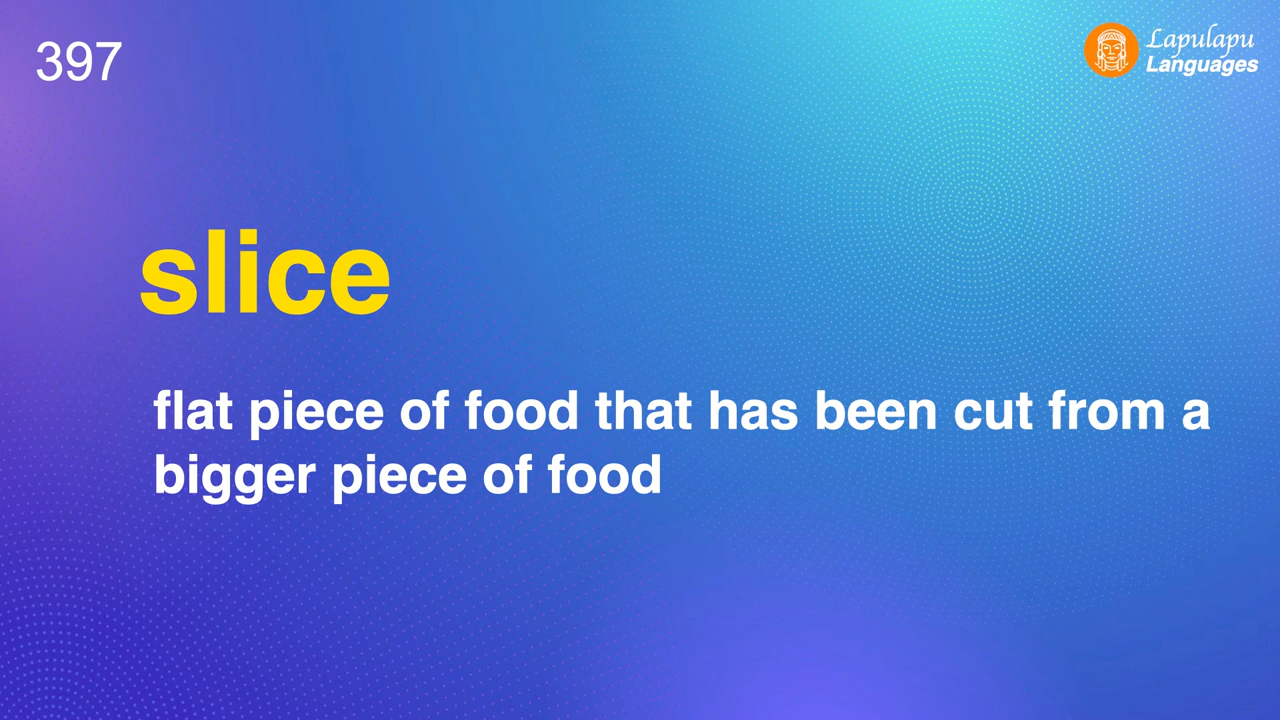 397
Lapulapu
Languages
slice
flat piece of food that has been cut from a
bigger piece of food